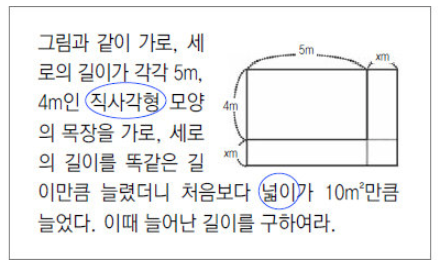 그림과 같이 가로, 세
로의 길이가 각각 5m,
4m인 직사각형 모양
의 목장을 가로, 세로
의 길이를 똑같은 길
이만큼 늘렸더니 처음보다 넓이가 10m²만큼
늘었다. 이때 늘어난 길이를 구하여라.
5m
xm
4m
xm